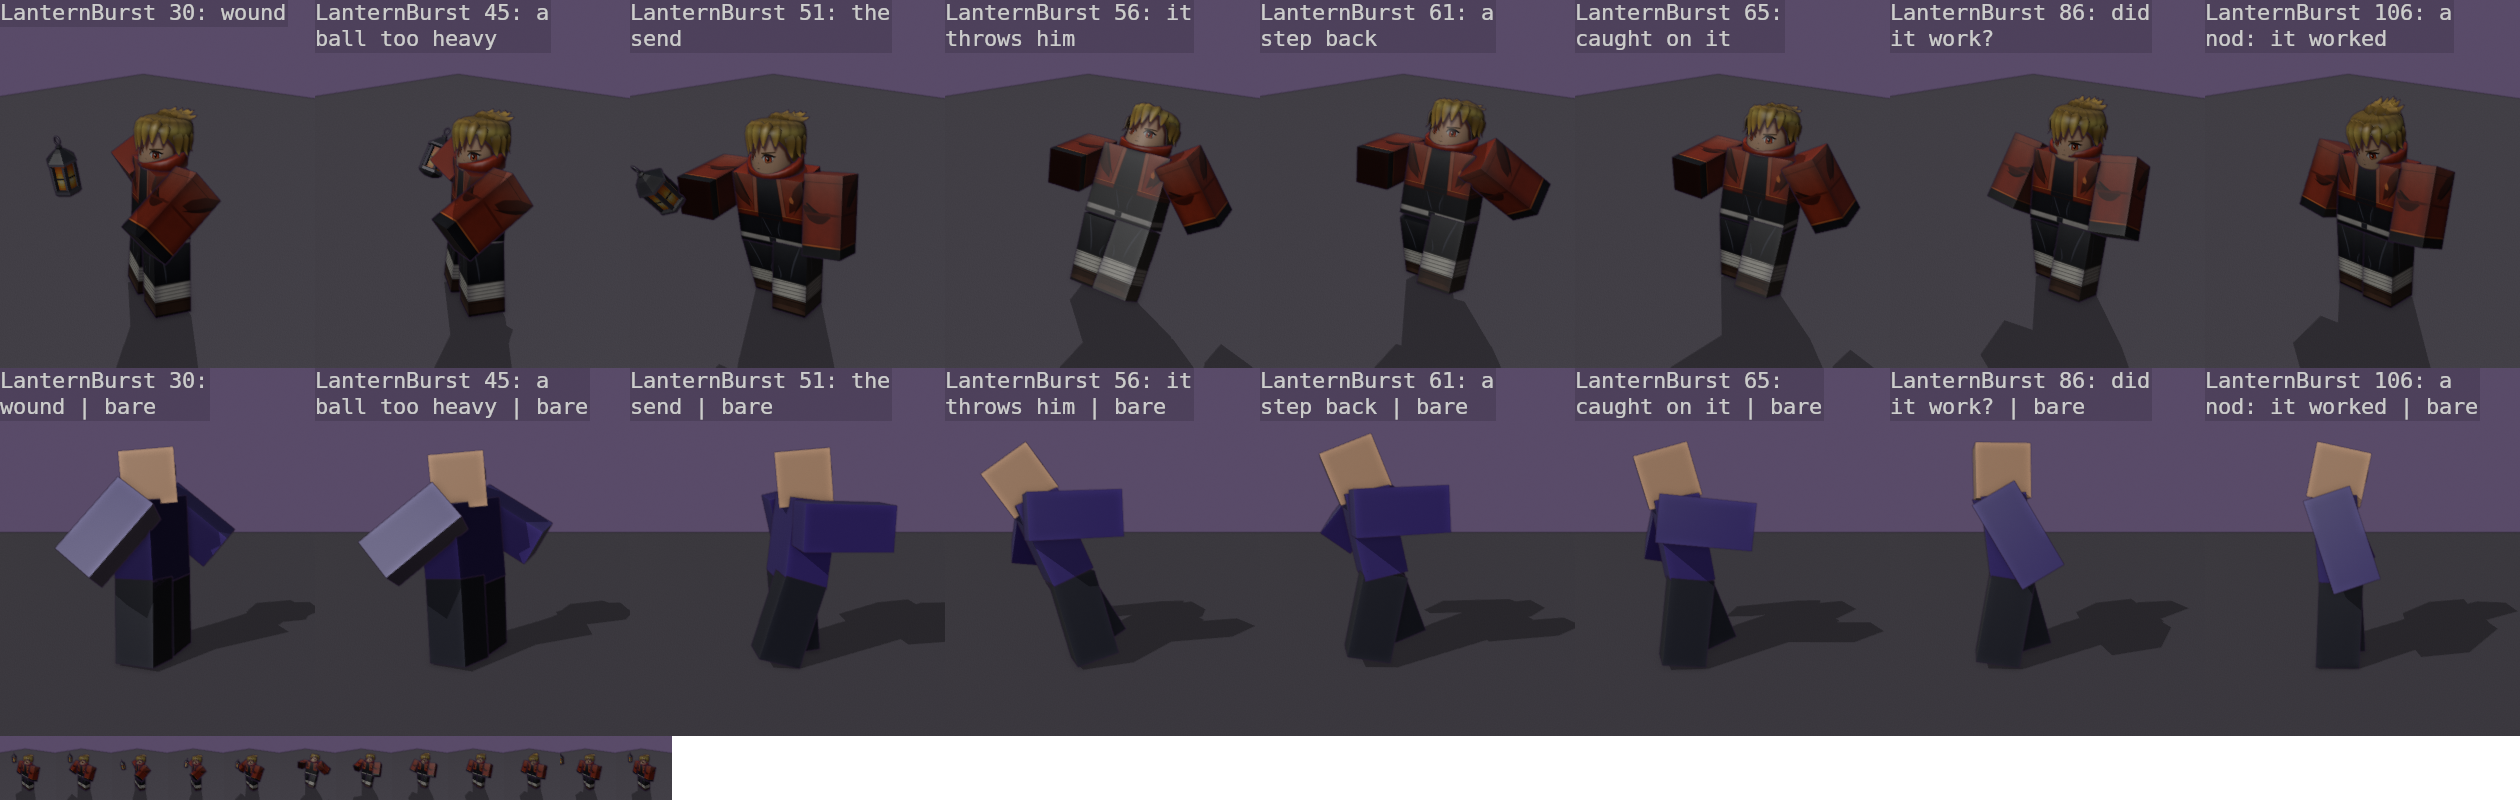 LanternBurst 30: wound
LanternBurst 45: a
ball too heavy
LanternBurst 51: the
send
LanternBurst 56: it
throws him
LanternBurst 61: a
step back
LanternBurst 65:
caught on it
LanternBurst 86: did
it work?
LanternBurst 106: a
nod: it worked
LanternBurst 30:
wound | bare
LanternBurst 45: a
ball too heavy | bare
LanternBurst 51: the
send | bare
LanternBurst 56: it
throws him | bare
LanternBurst 61: a
step back | bare
LanternBurst 65:
caught on it | bare
LanternBurst 86: did
it work? | bare
LanternBurst 106: a
nod: it worked | bare